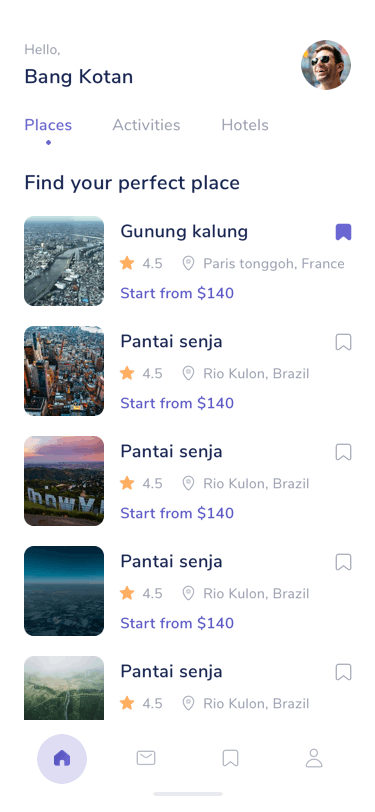 Hello,
Bang Kotan
Places Activities Hotels
Find your perfect place
Gunung kalung
4.5 Paris tonggoh, France
Start from $140
Pantai senja
4.5 Rio Kulon, Brazil
Start from $140
Pantai senja
4.5 Rio Kulon, Brazil
Start from $140
Pantai senja
4.5 Rio Kulon, Brazil
Start from $140
Pantai senja
4.5 Rio Kulon, Brazil